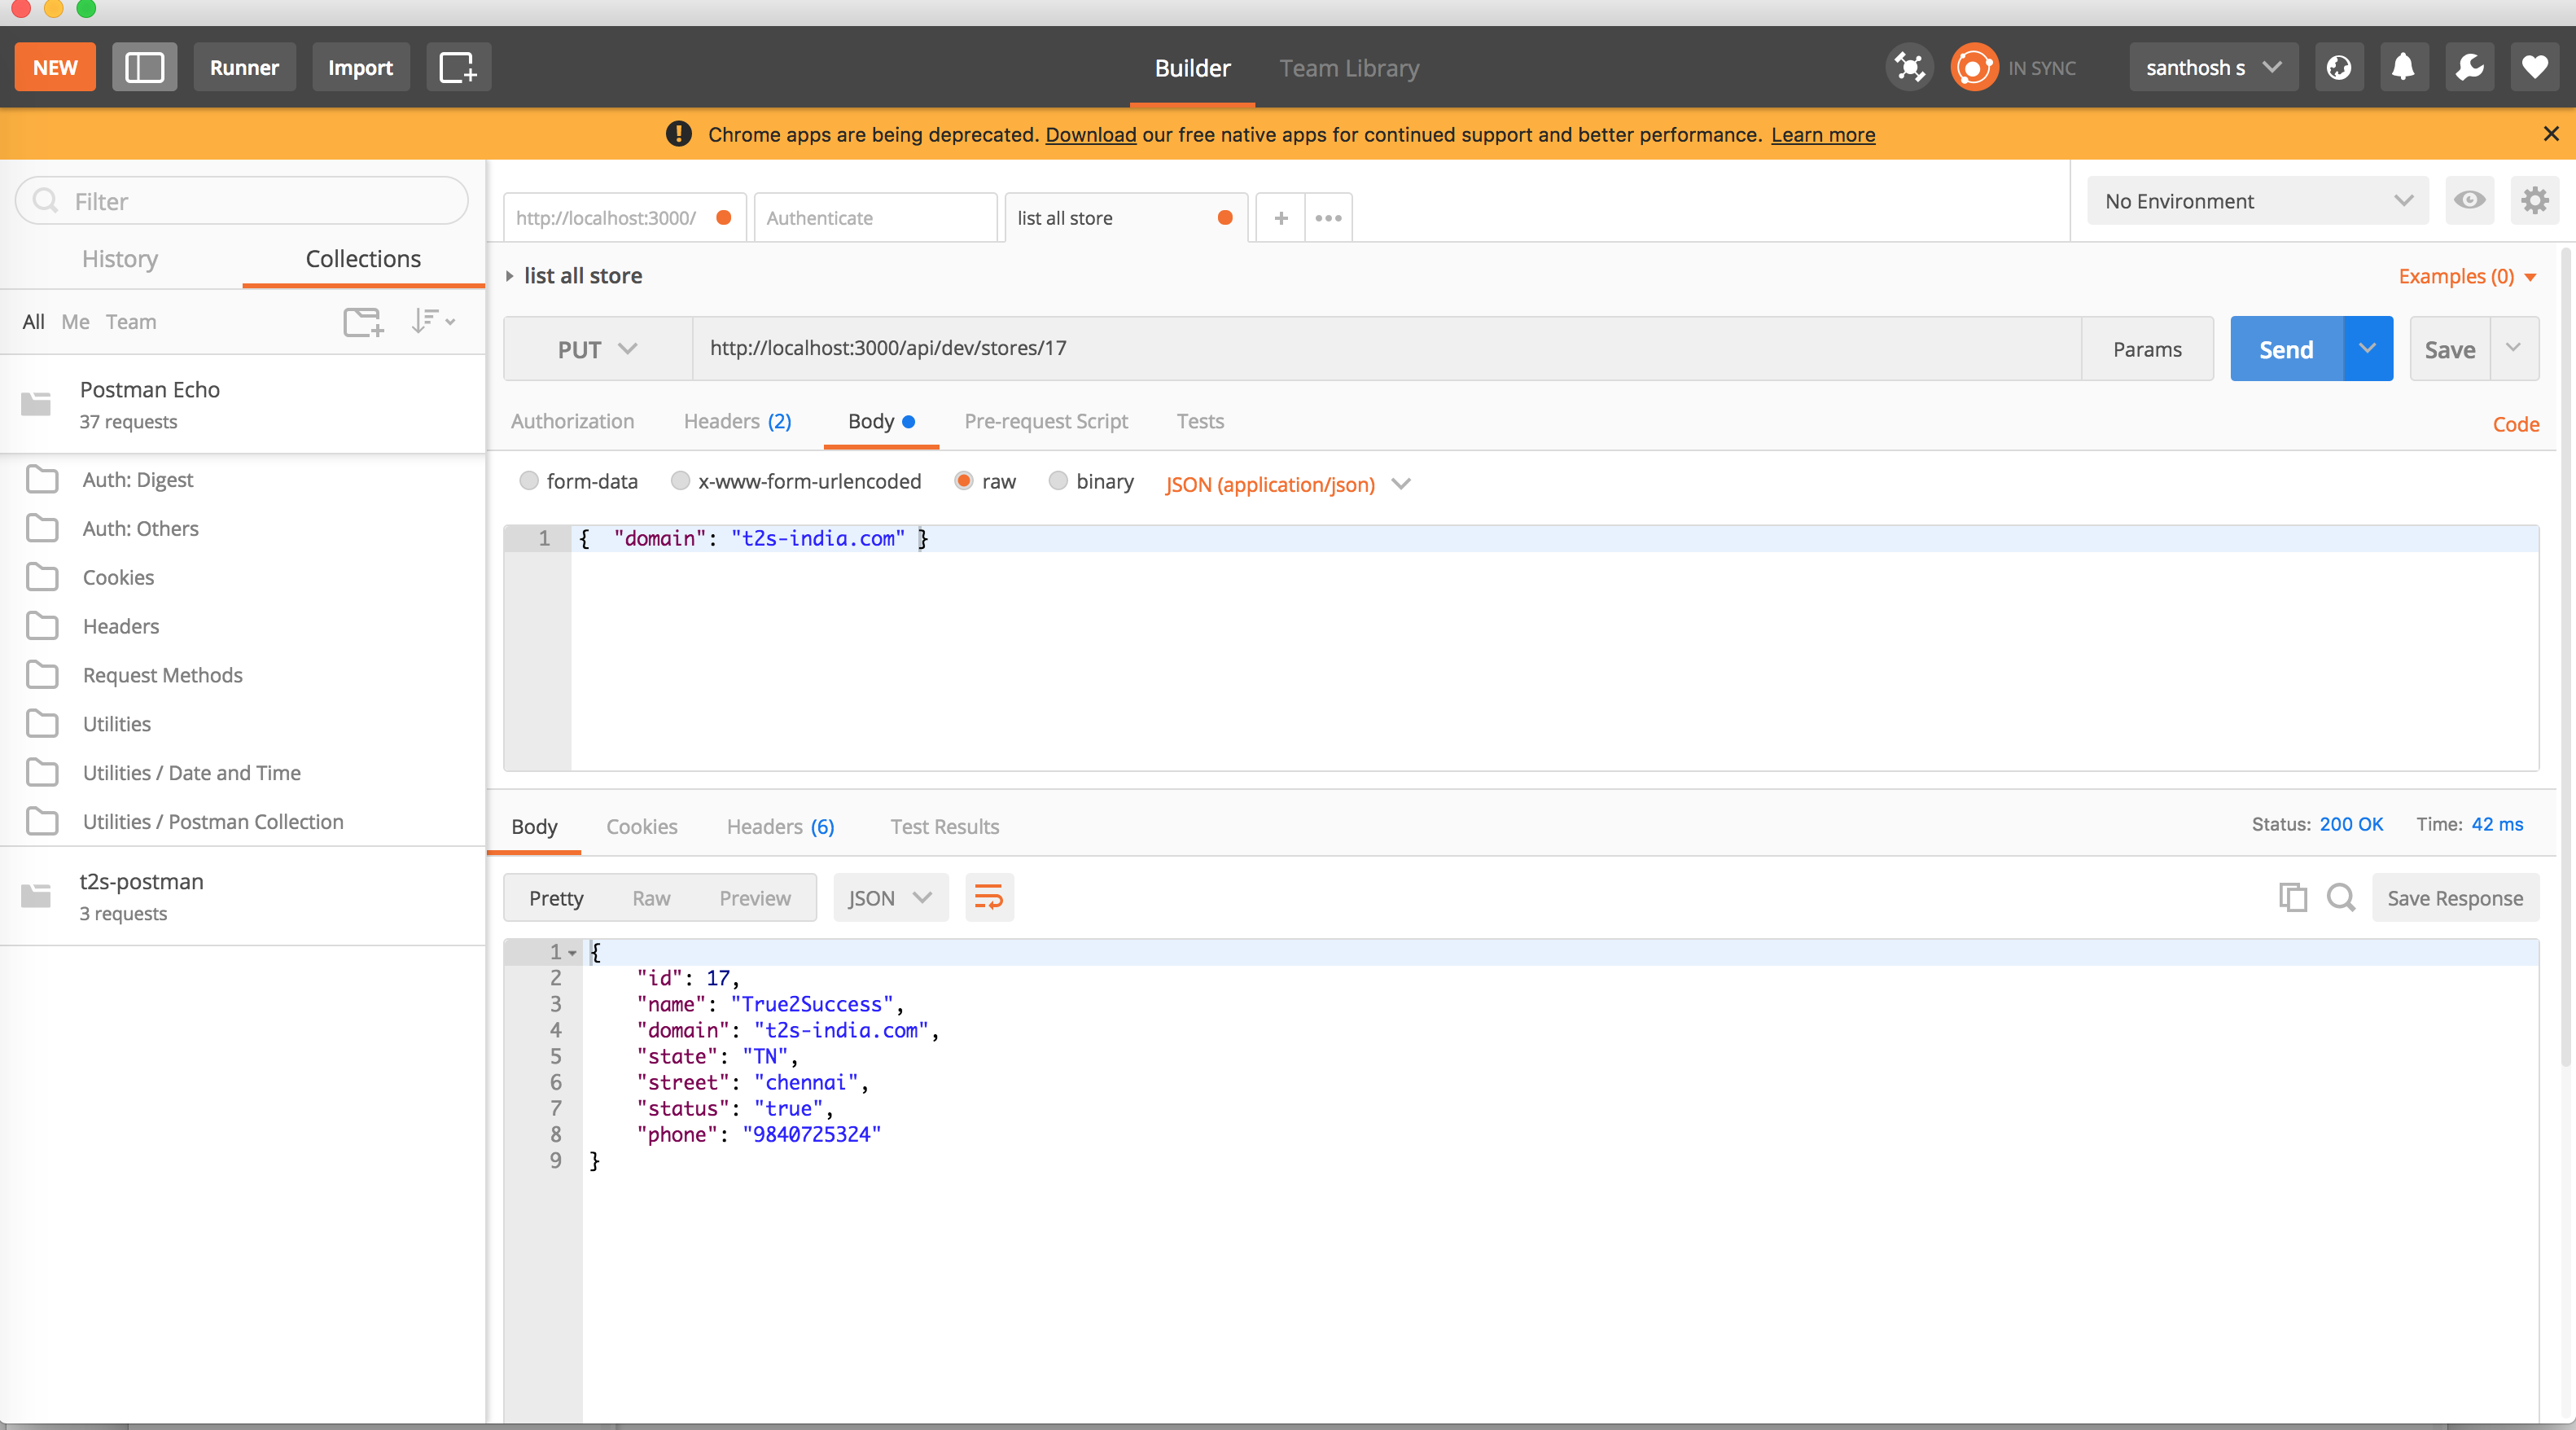 NEW Runner Import Builder Team Library IN SYNC santhosh s
Chrome apps are being deprecated. Download our free native apps for continued support and better performance. Learn more
Filter
History Collections
All Me Team
Postman Echo
37 requests
Auth: Digest
Auth: Others
Cookies
Headers
Request Methods
Utilities
Utilities / Date and Time
Utilities / Postman Collection
t2s-postman
3 requests
http://localhost:3000/ Authenticate list all store
No Environment
list all store Examples (0)
PUT http://localhost:3000/api/dev/stores/17 Params Send Save
Authorization Headers (2) Body Pre-request Script Tests Code
form-data x-www-form-urlencoded raw binary JSON (application/json)
1 { "domain": "t2s-india.com" }
Body Cookies Headers (6) Test Results Status: 200 OK Time: 42 ms
Pretty Raw Preview JSON Save Response
1 {
2 "id": 17,
3 "name": "True2Success",
4 "domain": "t2s-india.com",
5 "state": "TN",
6 "street": "chennai",
7 "status": "true",
8 "phone": "9840725324"
9 }